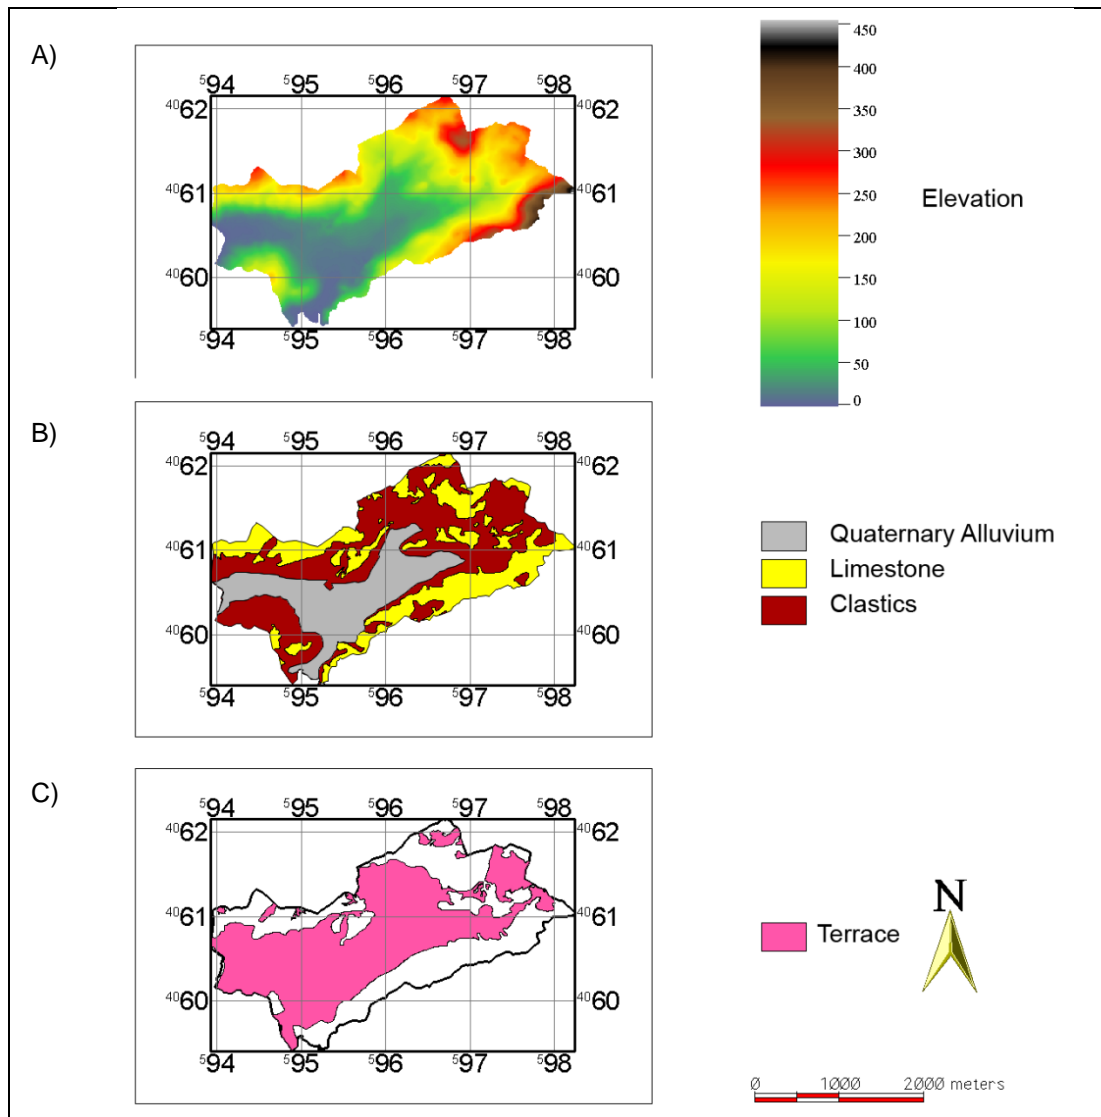 A)
594 595 596 597 598
4062 4062
4061 4061
4060 4060
594 595 596 597 598
450
400
350
300
250
200
150
100
50
0
Elevation
B)
594 595 596 597 598
4062 4062
4061 4061
4060 4060
594 595 596 597 598
Quaternary Alluvium
Limestone
Clastics
C)
594 595 596 597 598
4062 4062
4061 4061
4060 4060
594 595 596 597 598
Terrace
N
0 1000 2000 meters